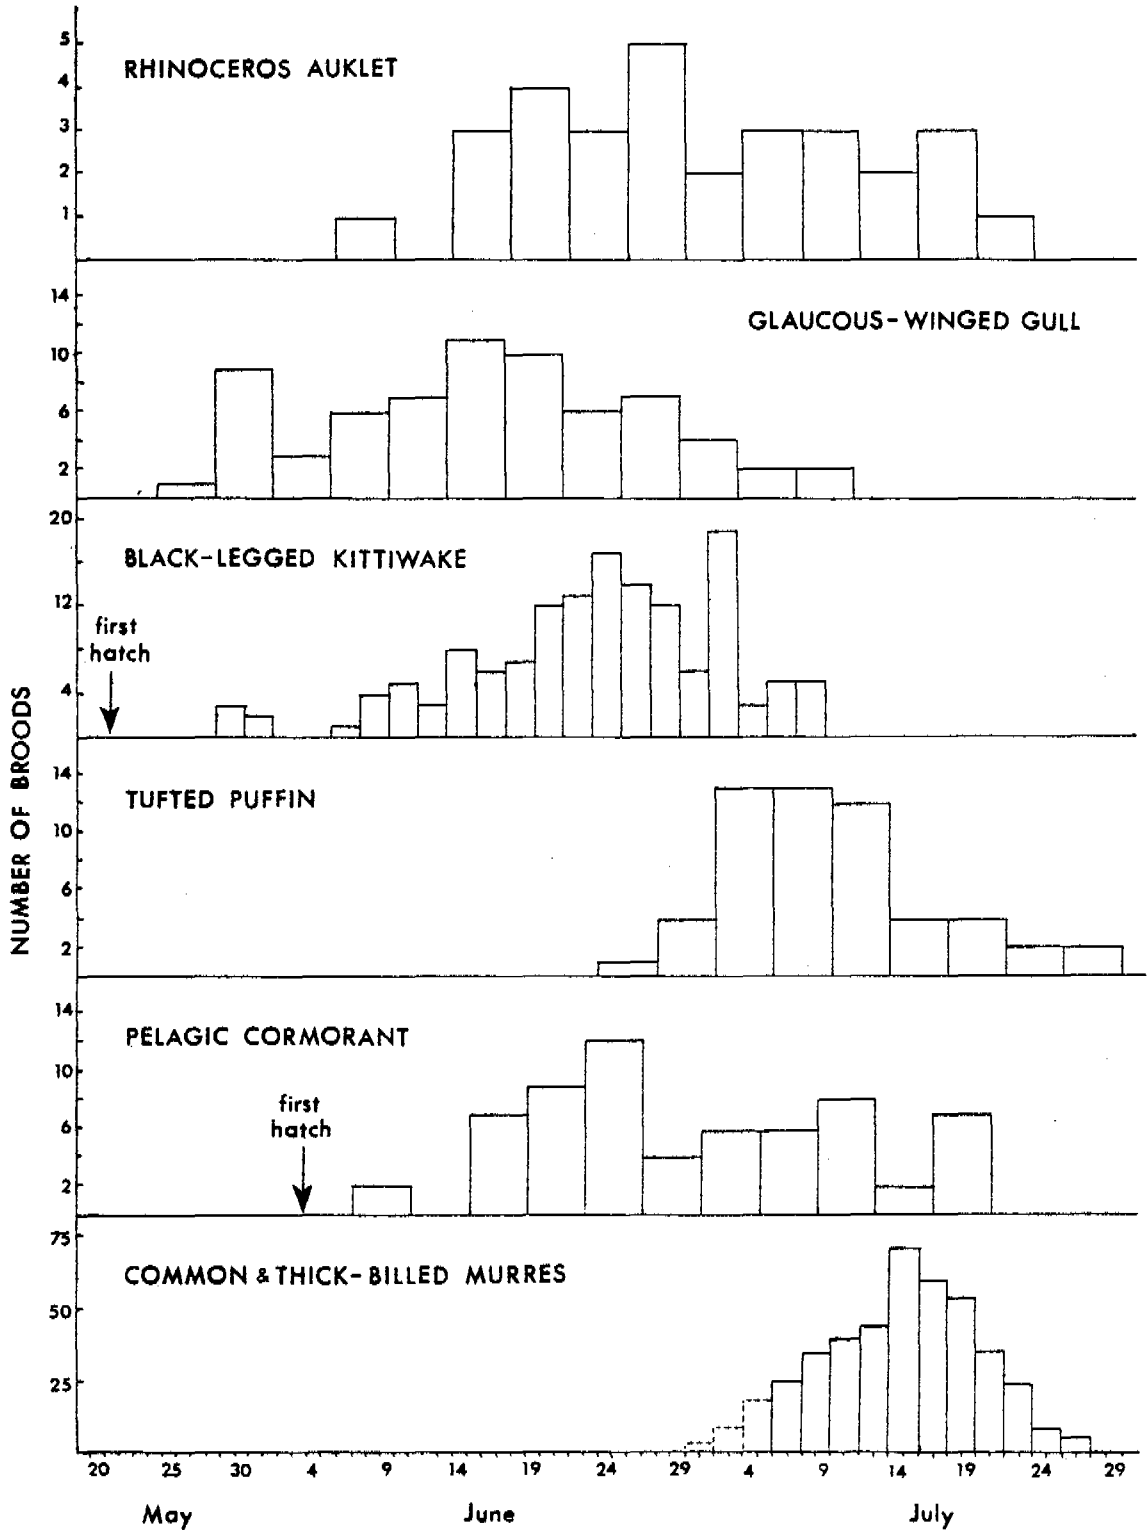 NUMBER OF BROODS
5
RHINOCEROS AUKLET
4
3
2
1
14
GLAUCOUS-WINGED GULL
10
6
2
20
BLACK-LEGGED KITTIWAKE
12
first
hatch
4
14
TUFTED PUFFIN
10
6
2
14
PELAGIC CORMORANT
10
first
hatch
6
2
75
COMMON & THICK-BILLED MURRES
50
25
20 25 30 4 9 14 19 24 29 4 9 14 19 24 29
May June July